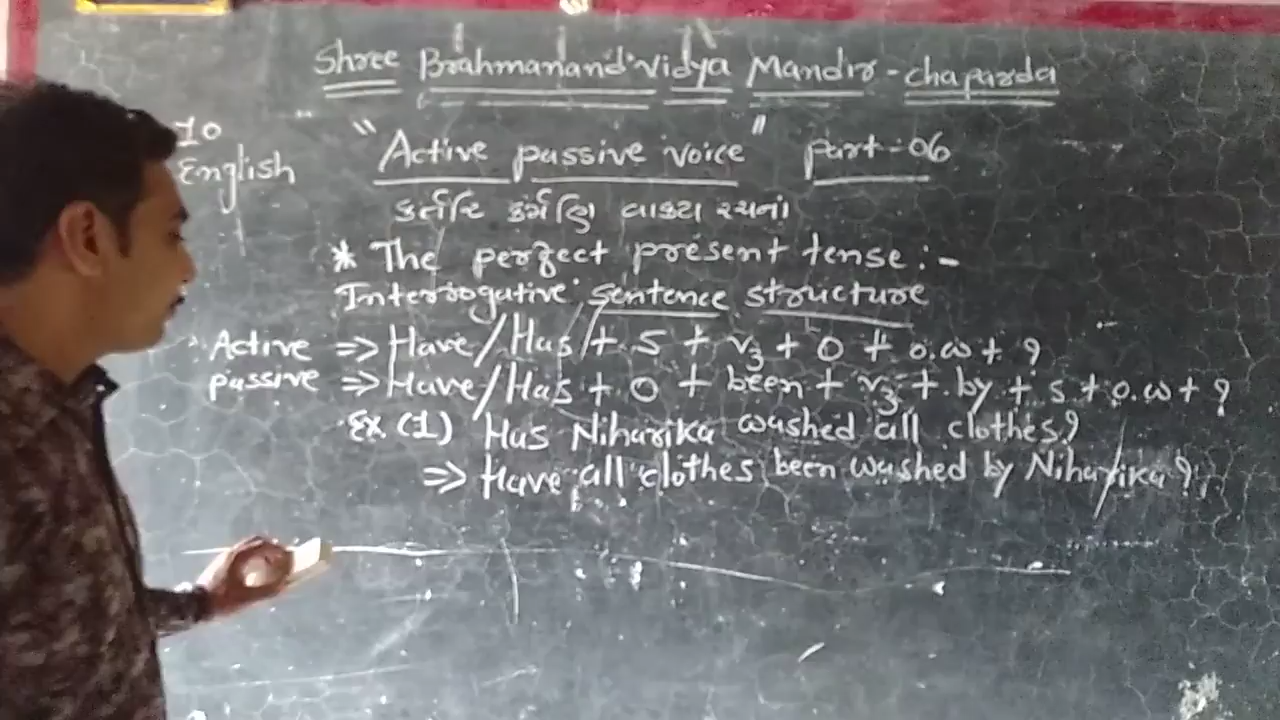 Shree Brahmanand Vidya Mandir - chaparda
10
English
"Active passive voice" part-06
કર્તરિ કર્મણિ વાક્ય રચના
* The perfect present tense:-
Interrogative sentence structure
Active => Have/Has + S + V3 + O + o.w + ?
passive => Have/Has + O + been + V3 + by + S + o.w + ?
Ex (1) Has Niharika washed all clothes?
=> Have all clothes been washed by Niharika?